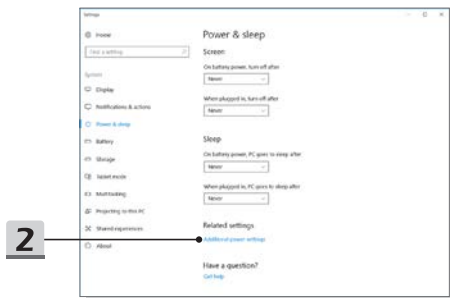 Settings
Home
Find a setting
System
Display
Notifications & actions
Power & sleep
Battery
Storage
Tablet mode
Multitasking
Projecting to this PC
Shared experiences
About
Power & sleep
Screen
On battery power, turn off after
Never
When plugged in, turn off after
Never
Sleep
On battery power, PC goes to sleep after
Never
When plugged in, PC goes to sleep after
Never
Related settings
2
Additional power settings
Have a question?
Get help